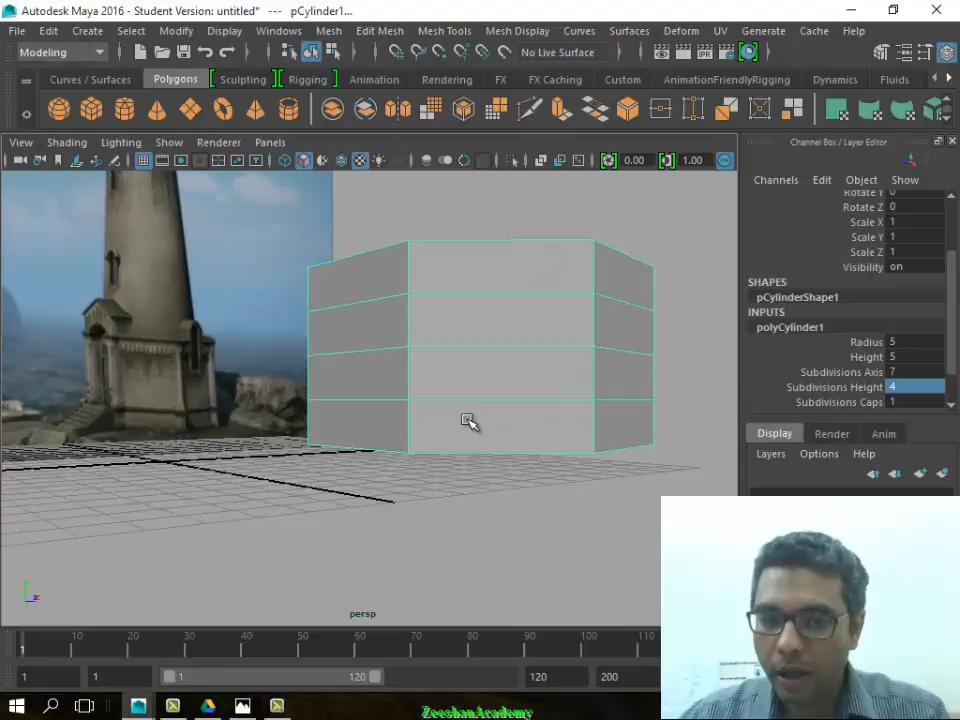 Autodesk Maya 2016 - Student Version: untitled* --- pCylinder1...
File Edit Create Select Modify Display Windows Mesh Edit Mesh Mesh Tools Mesh Display Curves Surfaces Deform UV Generate Cache
Modeling No Live Surface
Curves / Surfaces Polygons Sculpting Rigging Animation Rendering FX FX Caching Custom AnimationFriendlyRigging Dynamics Fluids
View Shading Lighting Show Renderer Panels
0.00 1.00
Channel Box / Layer Editor
Channels Edit Object Show
Rotate Y 0
Rotate Z 0
Scale X 1
Scale Y 1
Scale Z 1
Visibility on
SHAPES
pCylinderShape1
INPUTS
polyCylinder1
Radius 5
Height 5
Subdivisions Axis 7
Subdivisions Height 4
Subdivisions Caps 1
Display Render Anim
Layers Options Help
persp
1 10 20 30 40 50 60 70 80 90 100 110
1 1 1 120 120 200
ZeeshanAcademy